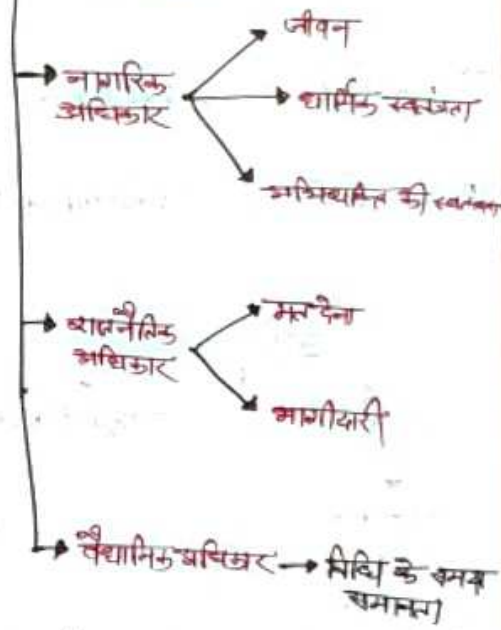 जीवन
नागरिक
अधिकार
धार्मिक स्वतंत्रता
अभिव्यक्ति की स्वतंत्रता
मत देना
राजनैतिक
अधिकार
भागीदारी
वैधानिक अधिकार → विधि के समक्ष
समानता